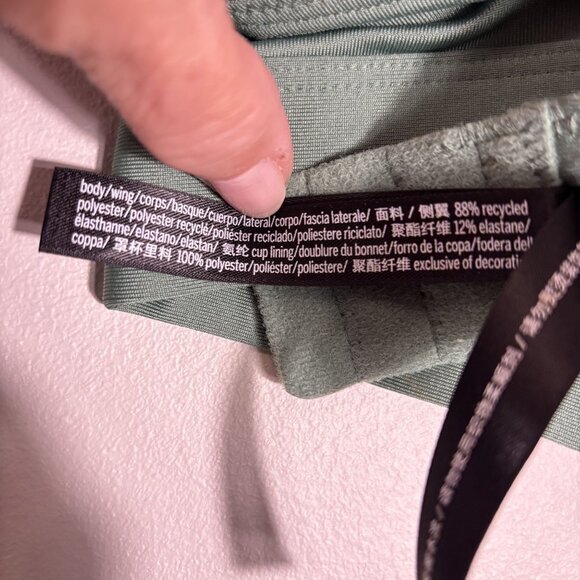 body/wing/corps/basque/cuerpo/lateral/corpo/fascia laterale/ 面料 / 侧翼 88% recycled
polyester/polyester recyclé/poliéster reciclado/poliestere riciclato/ 聚酯纤维 12% elastane/
élasthanne/elastano/elastan/ 氨纶 cup lining/doublure du bonnet/forro de la copa/fodera dell
coppa/ 罩杯里料 100% polyester/poliéster/poliestere/ 聚酯纤维 exclusive of decorati